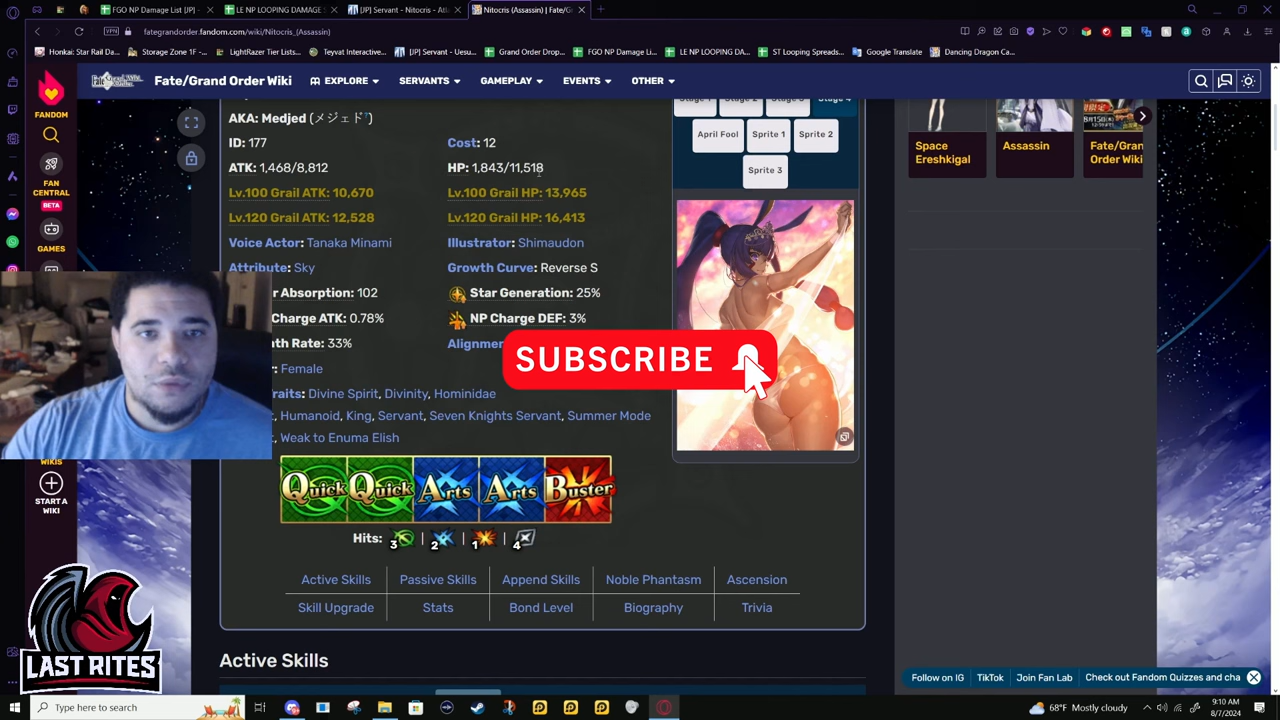 FGO NP Damage List [JP] -
LE NP LOOPING DAMAGE
[JP] Servant - Nitocris - Atl
Nitocris (Assassin) | Fate/G
VPN
fategrandorder.fandom.com/wiki/Nitocris_(Assassin)
Honkai: Star Rail Da...
Storage Zone 1F -...
LightRazer Tier Lists...
Teyvat Interactive...
[JP] Servant - Uesu...
Grand Order Drop...
FGO NP Damage Li...
LE NP LOOPING DA...
ST Looping Spreads...
Google Translate
Dancing Dragon Ca...
Fate/Grand Order Wiki
EXPLORE
SERVANTS
GAMEPLAY
EVENTS
OTHER
FANDOM
FAN CENTRAL
BETA
GAMES
WIKIS
START A WIKI
AKA: Medjed (メジェド?)
ID: 177
Cost: 12
ATK: 1,468/8,812
HP: 1,843/11,518
Lv.100 Grail ATK: 10,670
Lv.100 Grail HP: 13,965
Lv.120 Grail ATK: 12,528
Lv.120 Grail HP: 16,413
Voice Actor: Tanaka Minami
Illustrator: Shimaudon
Attribute: Sky
Growth Curve: Reverse S
Absorption: 102
Star Generation: 25%
Charge ATK: 0.78%
NP Charge DEF: 3%
th Rate: 33%
Alignmen
: Female
raits: Divine Spirit, Divinity, Hominidae
, Humanoid, King, Servant, Seven Knights Servant, Summer Mode
, Weak to Enuma Elish
Quick Quick Arts Arts Buster
Hits: 3 | 2 | 1 | 4
Active Skills
Passive Skills
Append Skills
Noble Phantasm
Ascension
Skill Upgrade
Stats
Bond Level
Biography
Trivia
Active Skills
Stage 4
April Fool
Sprite 1
Sprite 2
Sprite 3
SUBSCRIBE
Space Ereshkigal
Assassin
Fate/Gran Order Wiki
Follow on IG
TikTok
Join Fan Lab
Check out Fandom Quizzes and cha
LAST RITES
Type here to search
68°F Mostly cloudy
9:10 AM
8/7/2024